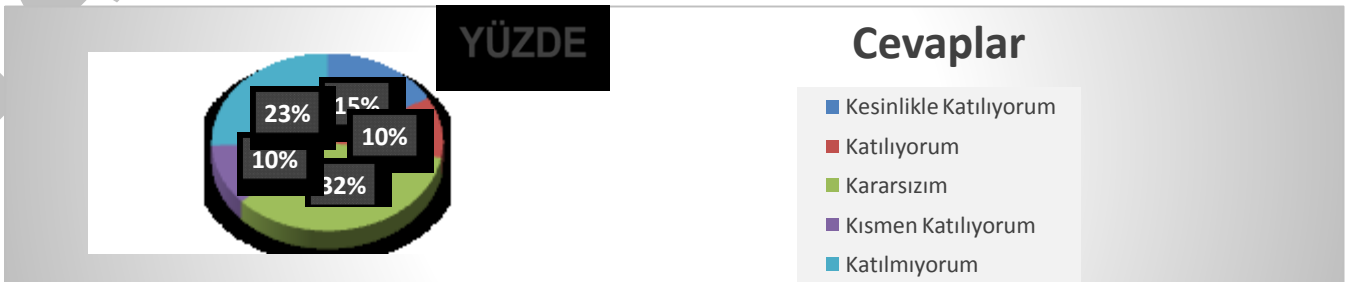 YÜZDE
Cevaplar
23%
15%
10%
10%
32%
Kesinlikle Katılıyorum
Katılıyorum
Kararsızım
Kısmen Katılıyorum
Katılmıyorum